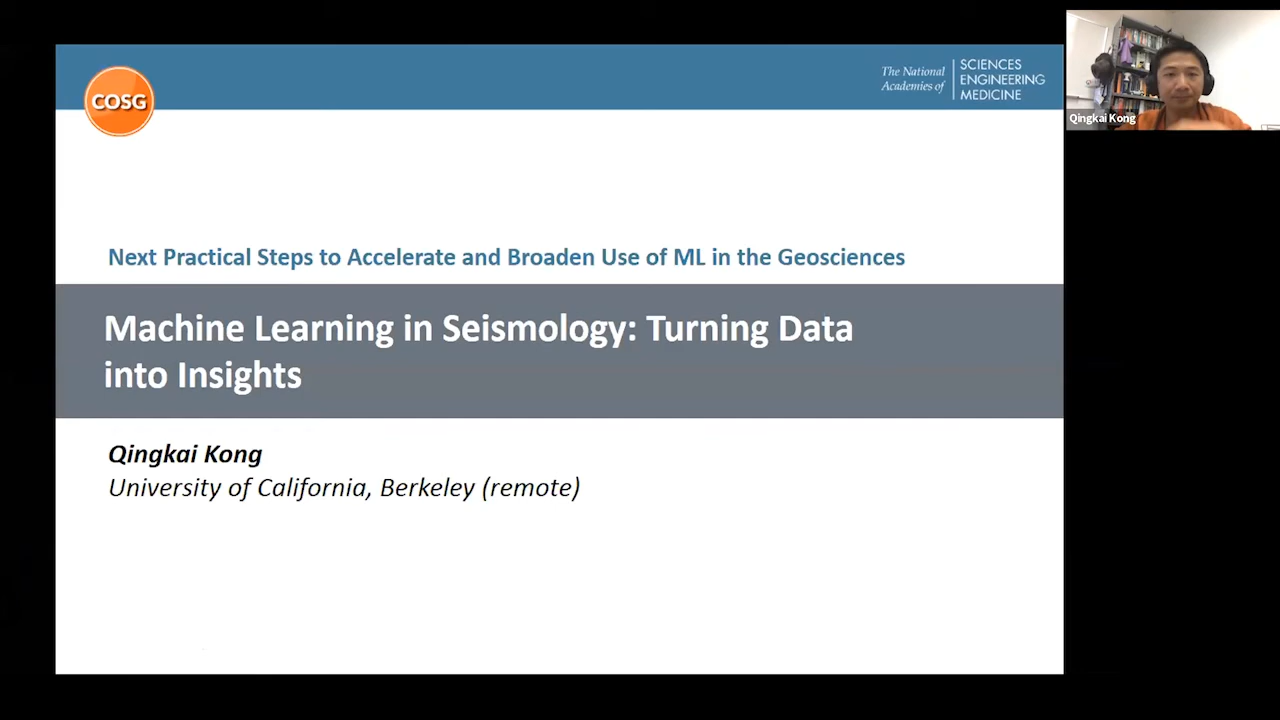 COSG
The National
Academies of
SCIENCES
ENGINEERING
MEDICINE
Qingkai Kong
Next Practical Steps to Accelerate and Broaden Use of ML in the Geosciences
Machine Learning in Seismology: Turning Data
into Insights
Qingkai Kong
University of California, Berkeley (remote)